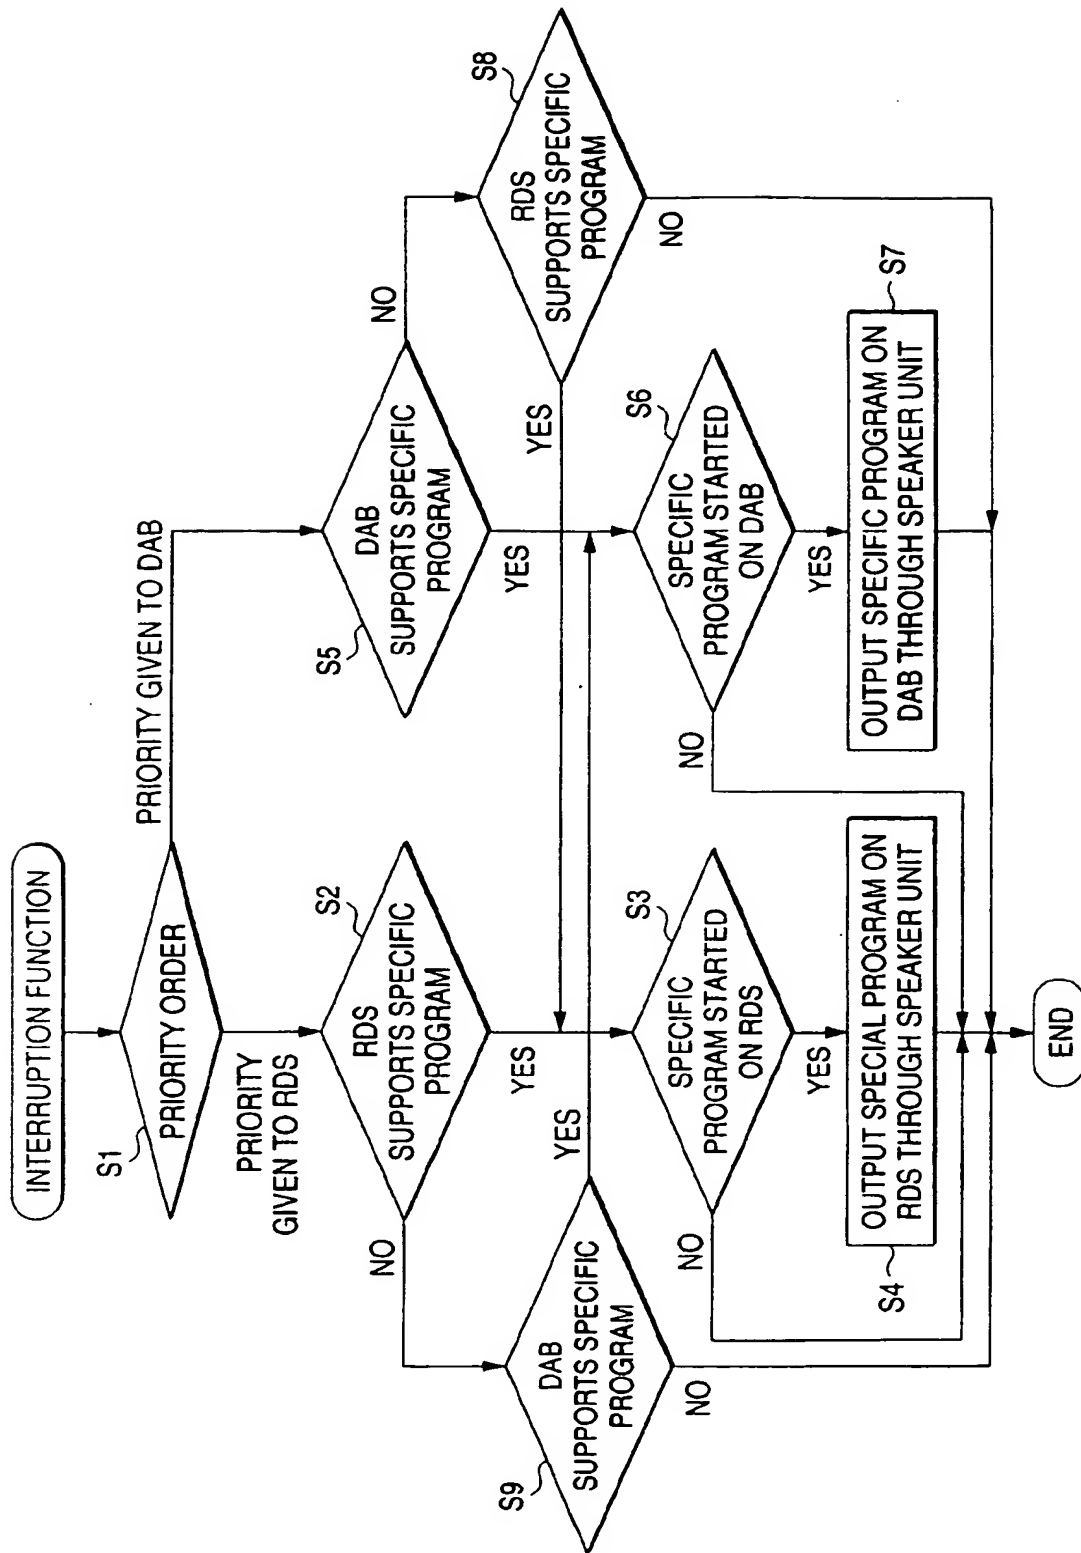 INTERRUPTION FUNCTION
S1
PRIORITY ORDER
PRIORITY GIVEN TO DAB
PRIORITY
GIVEN TO RDS
S2
RDS
SUPPORTS SPECIFIC
PROGRAM
NO
YES
S5
DAB
SUPPORTS SPECIFIC
PROGRAM
NO
YES
S8
RDS
SUPPORTS SPECIFIC
PROGRAM
YES
NO
S9
DAB
SUPPORTS SPECIFIC
PROGRAM
YES
NO
S3
SPECIFIC
PROGRAM STARTED
ON RDS
NO
YES
S6
SPECIFIC
PROGRAM STARTED
ON DAB
NO
YES
S4
OUTPUT SPECIAL PROGRAM ON
RDS THROUGH SPEAKER UNIT
S7
OUTPUT SPECIFIC PROGRAM ON
DAB THROUGH SPEAKER UNIT
END